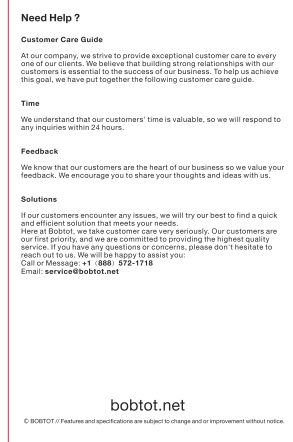 Need Help ?
Customer Care Guide
At our company, we strive to provide exceptional customer care to every
one of our clients. We believe that building strong relationships with our
customers is essential to the success of our business. To help us achieve
this goal, we have put together the following customer care guide.
Time
We understand that our customers' time is valuable, so we will respond to
any inquiries within 24 hours.
Feedback
We know that our customers are the heart of our business so we value your
feedback. We encourage you to share your thoughts and ideas with us.
Solutions
If our customers encounter any issues, we will try our best to find a quick
and efficient solution that meets your needs.
Here at Bobtot, we take customer care very seriously. Our customers are
our first priority, and we are committed to providing the highest quality
service. If you have any questions or concerns, please don't hesitate to
reach out to us. We will be happy to assist you:
Call or Message: +1（888）572-1718
Email: service@bobtot.net
bobtot.net
© BOBTOT // Features and specifications are subject to change and or improvement without notice.